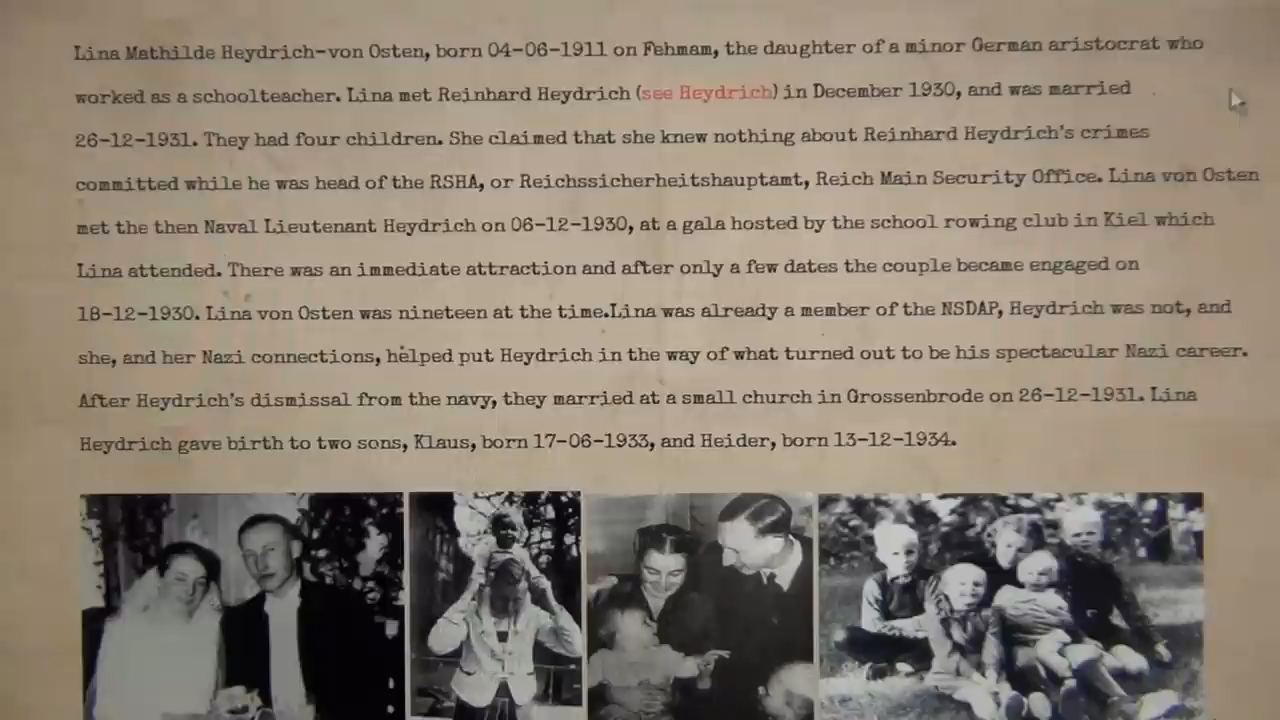 Lina Mathilde Heydrich-von Osten, born 04-06-1911 on Fehmam, the daughter of a minor German aristocrat who
worked as a schoolteacher. Lina met Reinhard Heydrich (see Heydrich) in December 1930, and was married
26-12-1931. They had four children. She claimed that she knew nothing about Reinhard Heydrich's crimes
committed while he was head of the RSHA, or Reichssicherheitshauptamt, Reich Main Security Office. Lina von Osten
met the then Naval Lieutenant Heydrich on 06-12-1930, at a gala hosted by the school rowing club in Kiel which
Lina attended. There was an immediate attraction and after only a few dates the couple became engaged on
18-12-1930. Lina von Osten was nineteen at the time.Lina was already a member of the NSDAP, Heydrich was not, and
she, and her Nazi connections, helped put Heydrich in the way of what turned out to be his spectacular Nazi career.
After Heydrich's dismissal from the navy, they married at a small church in Grossenbrode on 26-12-1931. Lina
Heydrich gave birth to two sons, Klaus, born 17-06-1933, and Heider, born 13-12-1934.